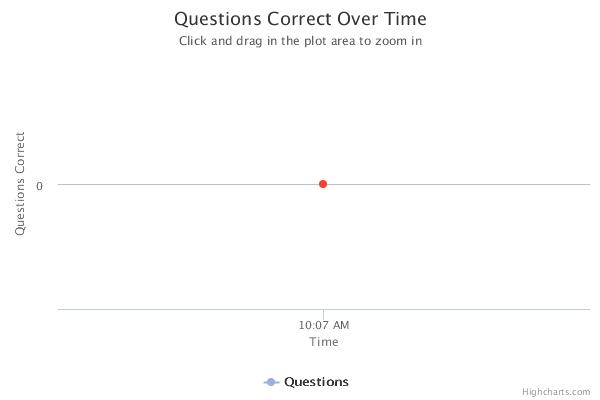 Questions Correct Over Time
Click and drag in the plot area to zoom in
Questions Correct
0
10:07 AM
Time
Questions
Highcharts.com